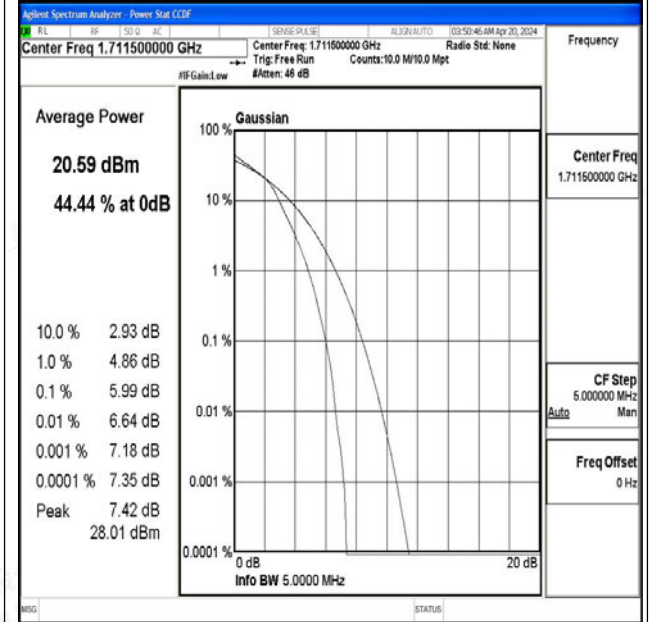 Agilent Spectrum Analyzer - Power Stat CCDF
RL RF 50 Ω AC SENSE:PULSE ALIGN AUTO 03:50:46 AM Apr 20, 2024
Center Freq 1.711500000 GHz
Center Freq: 1.711500000 GHz Radio Std: None
Trig: Free Run Counts:10.0 M/10.0 Mpt
#IFGain:Low #Atten: 46 dB
Frequency
Average Power
20.59 dBm
44.44 % at 0dB
10.0 % 2.93 dB
1.0 % 4.86 dB
0.1 % 5.99 dB
0.01 % 6.64 dB
0.001 % 7.18 dB
0.0001 % 7.35 dB
Peak 7.42 dB
28.01 dBm
Gaussian
100 %
10 %
1 %
0.1 %
0.01 %
0.001 %
0.0001 %
0 dB 20 dB
Info BW 5.0000 MHz
Center Freq
1.711500000 GHz
CF Step
5.000000 MHz
Auto Man
Freq Offset
0 Hz
MSG STATUS